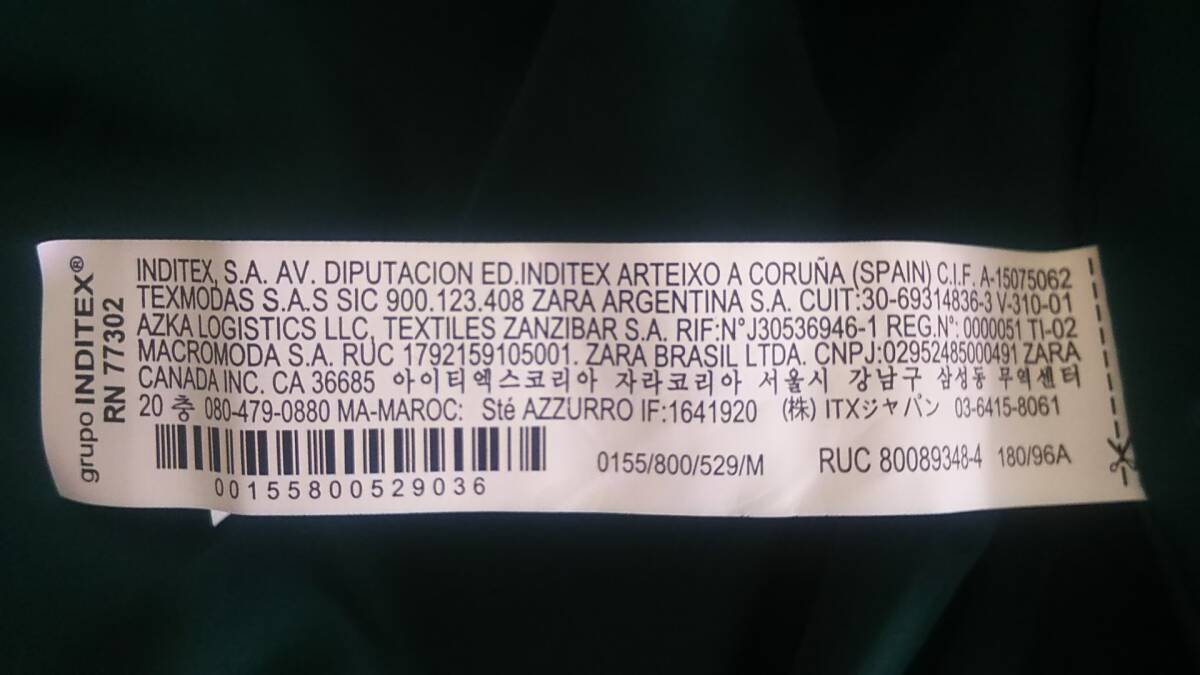 grupo INDITEX®
RN 77302
INDITEX, S.A. AV. DIPUTACION ED.INDITEX ARTEIXO A CORUÑA (SPAIN) C.I.F. A-15075062
TEXMODAS S.A.S SIC 900.123.408 ZARA ARGENTINA S.A. CUIT:30-69314836-3 V-310-01
AZKA LOGISTICS LLC, TEXTILES ZANZIBAR S.A. RIF:N°J30536946-1 REG.N°: 0000051 TI-02
MACROMODA S.A. RUC 1792159105001. ZARA BRASIL LTDA. CNPJ:02952485000491 ZARA
CANADA INC. CA 36685 아이티엑스코리아 자라코리아 서울시 강남구 삼성동 무역센터
20 층 080-479-0880 MA-MAROC: Sté AZZURRO IF:1641920 (株) ITXジャパン 03-6415-8061
0155/800/529/M RUC 80089348-4 180/96A
00155800529036